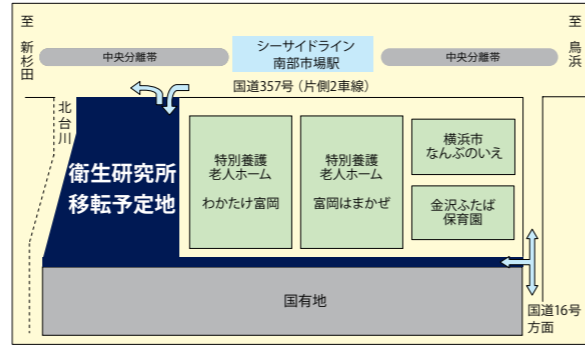 至 新杉田
中央分離帯
シーサイドライン
南部市場駅
中央分離帯
至 鳥浜
国道357号（片側2車線）
北台川
衛生研究所
移転予定地
特別養護
老人ホーム
わかたけ富岡
特別養護
老人ホーム
富岡はまかぜ
横浜市
なんぶのいえ
金沢ふたば
保育園
国有地
国道16号
方面